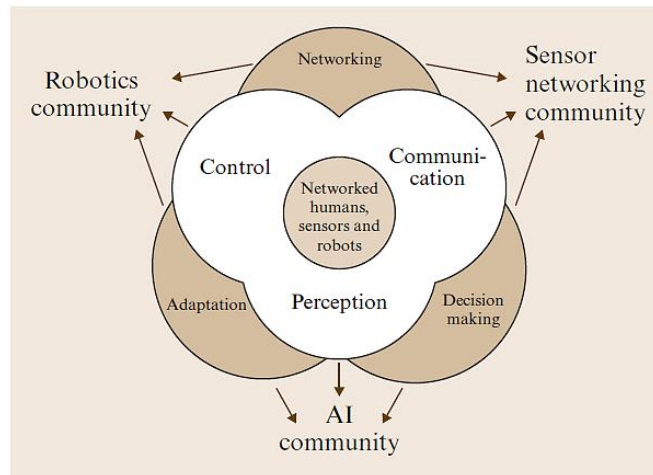 Networking
Robotics
community
Sensor
networking
community
Control
Communi-
cation
Networked
humans,
sensors and
robots
Adaptation
Perception
Decision
making
AI
community